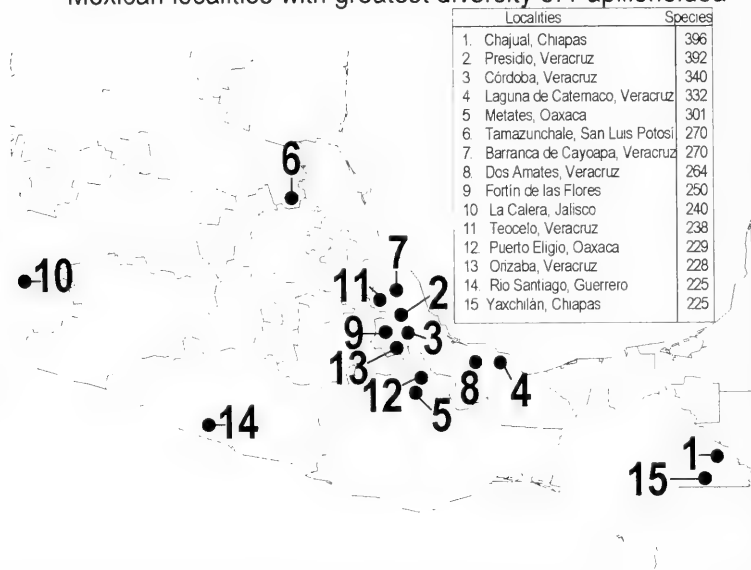 Mexican localities with greatest diversity of Papilionoidea
Localities Species
1. Chajual, Chiapas 396
2 Presidio, Veracruz 392
3 Córdoba, Veracruz 340
4 Laguna de Catemaco, Veracruz 332
5 Metates, Oaxaca 301
6. Tamazunchale, San Luis Potosí 270
7. Barranca de Cayoapa, Veracruz 270
8. Dos Amates, Veracruz 264
9 Fortín de las Flores 250
10 La Calera, Jalisco 240
11 Teocelo, Veracruz 238
12. Puerto Eligio, Oaxaca 229
13 Orizaba, Veracruz 228
14. Rio Santiago, Guerrero 225
15 Yaxchilán, Chiapas 225
6
7
10
11
2
9
3
13
12
8
4
5
14
1
15